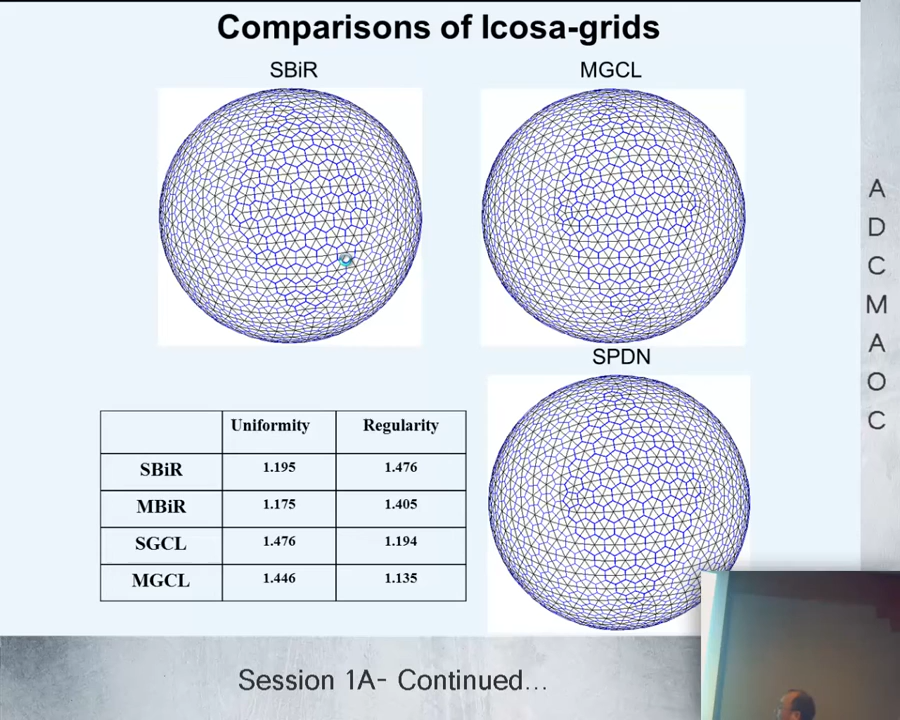 Comparisons of Icosa-grids
SBiR
MGCL
SPDN
Uniformity Regularity
SBiR 1.195 1.476
MBiR 1.175 1.405
SGCL 1.476 1.194
MGCL 1.446 1.135
A
D
C
M
A
O
C
Session 1A- Continued...